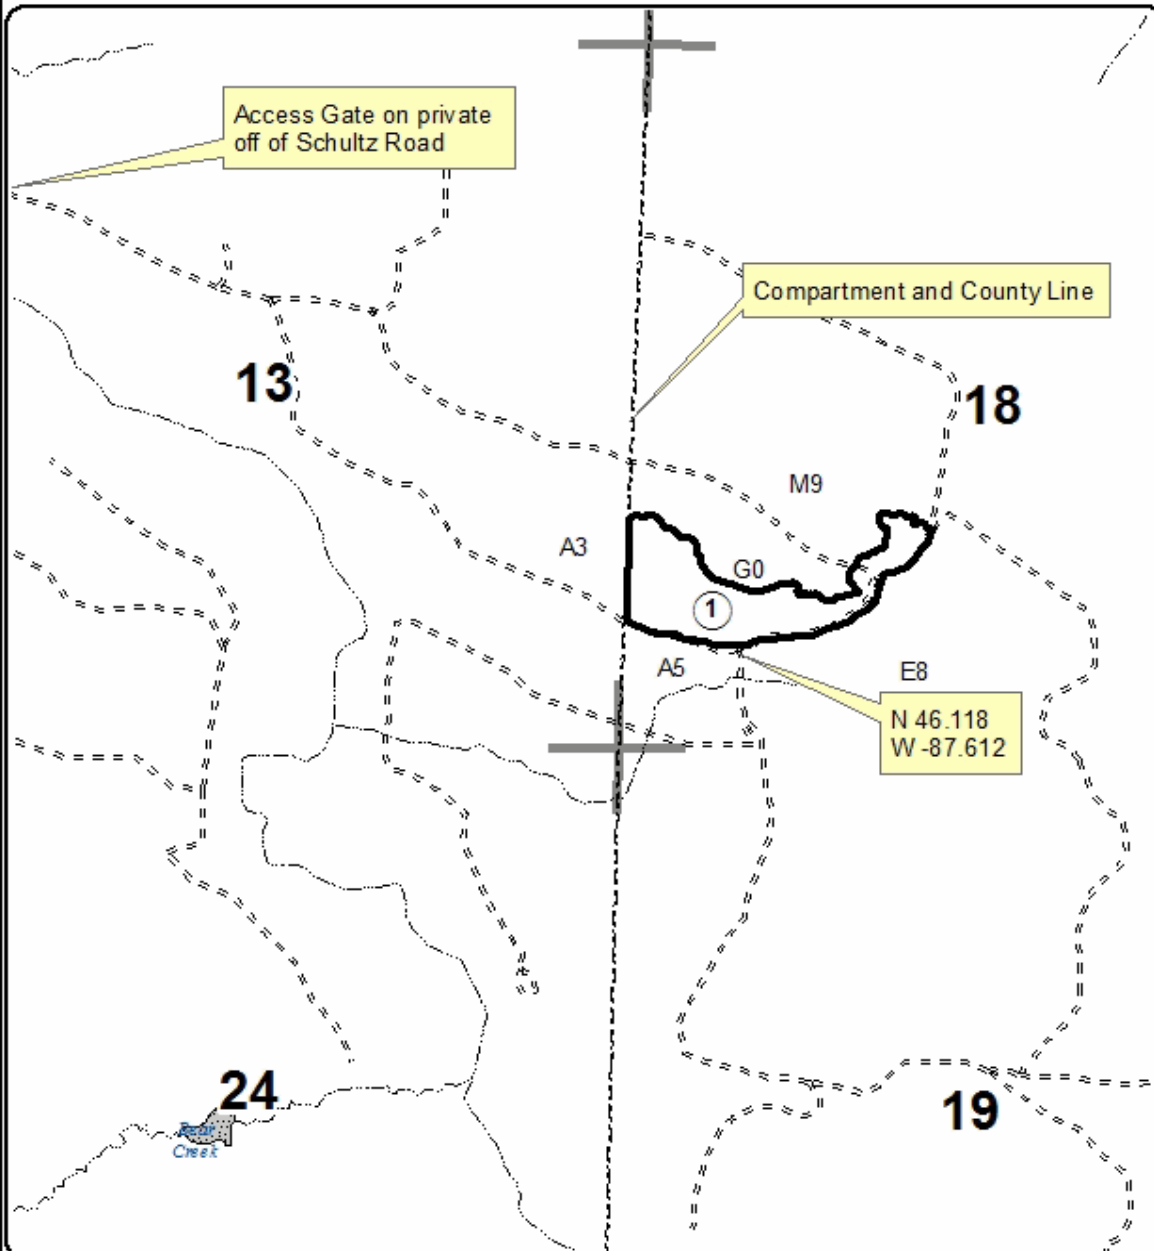 Access Gate on private
off of Schultz Road
Compartment and County Line
13
18
M9
A3
G0
1
A5
E8
N 46.118
W -87.612
24
19
Bear
Creek